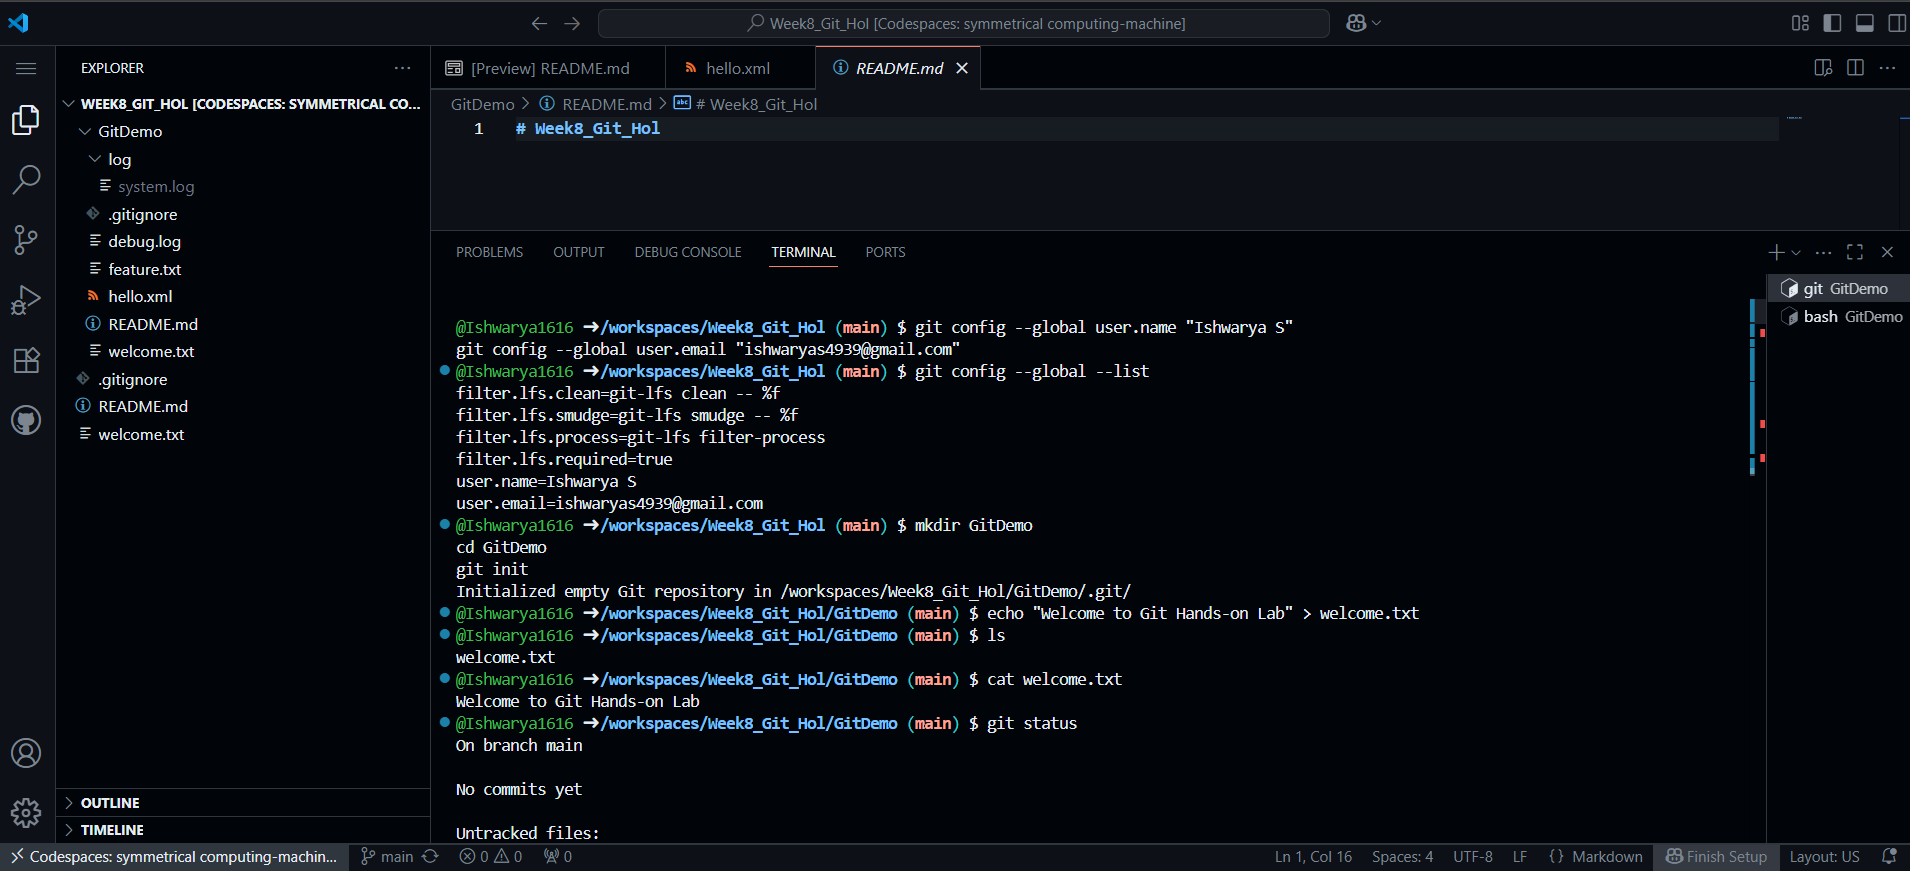 Week8_Git_Hol [Codespaces: symmetrical computing-machine]
EXPLORER
WEEK8_GIT_HOL [CODESPACES: SYMMETRICAL CO...
GitDemo
log
system.log
.gitignore
debug.log
feature.txt
hello.xml
README.md
welcome.txt
.gitignore
README.md
welcome.txt
OUTLINE
TIMELINE
[Preview] README.md
hello.xml
README.md
GitDemo > README.md > # Week8_Git_Hol
1 # Week8_Git_Hol
PROBLEMS OUTPUT DEBUG CONSOLE TERMINAL PORTS
@Ishwarya1616 ➜/workspaces/Week8_Git_Hol (main) $ git config --global user.name "Ishwarya S"
git config --global user.email "ishwaryas4939@gmail.com"
@Ishwarya1616 ➜/workspaces/Week8_Git_Hol (main) $ git config --global --list
filter.lfs.clean=git-lfs clean -- %f
filter.lfs.smudge=git-lfs smudge -- %f
filter.lfs.process=git-lfs filter-process
filter.lfs.required=true
user.name=Ishwarya S
user.email=ishwaryas4939@gmail.com
@Ishwarya1616 ➜/workspaces/Week8_Git_Hol (main) $ mkdir GitDemo
cd GitDemo
git init
Initialized empty Git repository in /workspaces/Week8_Git_Hol/GitDemo/.git/
@Ishwarya1616 ➜/workspaces/Week8_Git_Hol/GitDemo (main) $ echo "Welcome to Git Hands-on Lab" > welcome.txt
@Ishwarya1616 ➜/workspaces/Week8_Git_Hol/GitDemo (main) $ ls
welcome.txt
@Ishwarya1616 ➜/workspaces/Week8_Git_Hol/GitDemo (main) $ cat welcome.txt
Welcome to Git Hands-on Lab
@Ishwarya1616 ➜/workspaces/Week8_Git_Hol/GitDemo (main) $ git status
On branch main
No commits yet
Untracked files:
git GitDemo
bash GitDemo
Codespaces: symmetrical computing-machin... main 0 0 0 Ln 1, Col 16 Spaces: 4 UTF-8 LF {} Markdown Finish Setup Layout: US